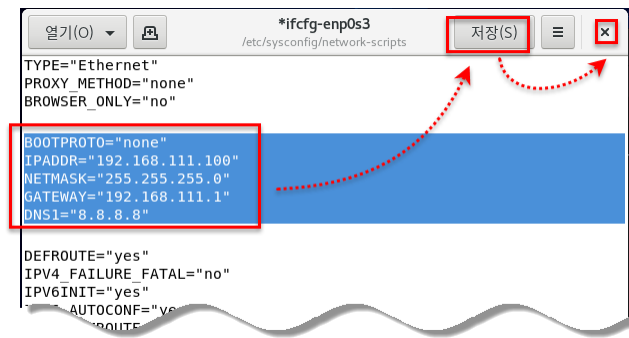 열기(O)
*ifcfg-enp0s3
/etc/sysconfig/network-scripts
저장(S)
TYPE="Ethernet"
PROXY_METHOD="none"
BROWSER_ONLY="no"
BOOTPROTO="none"
IPADDR="192.168.111.100"
NETMASK="255.255.255.0"
GATEWAY="192.168.111.1"
DNS1="8.8.8.8"
DEFROUTE="yes"
IPV4_FAILURE_FATAL="no"
IPV6INIT="yes"
AUTOCONF="ye